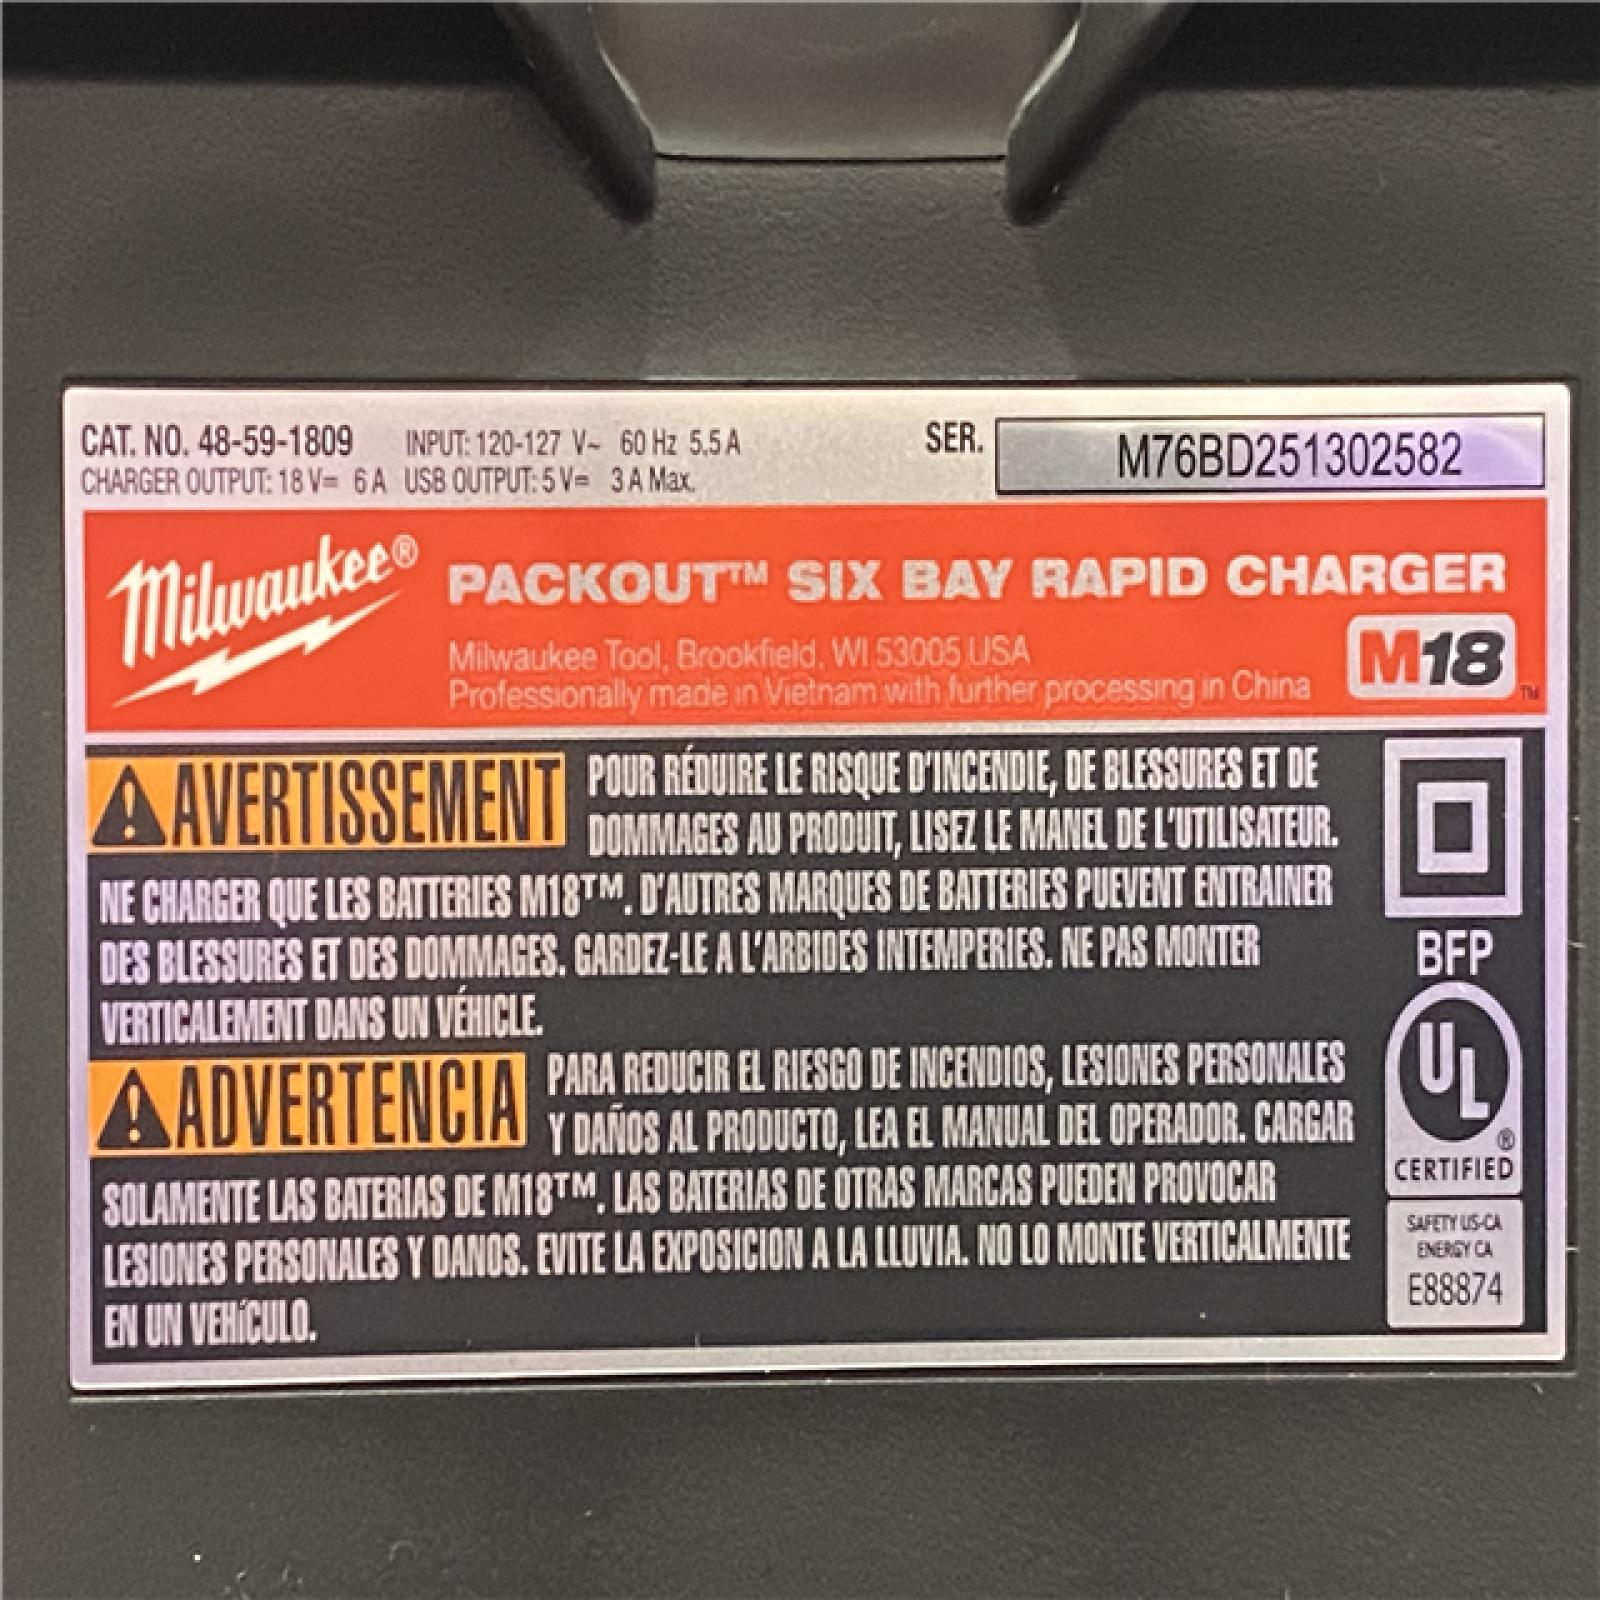 CAT. NO. 48-59-1809 INPUT: 120-127 V~ 60 Hz 5.5 A SER. M76BD251302582
CHARGER OUTPUT: 18 V⎓ 6 A USB OUTPUT: 5 V⎓ 3 A Max.
Milwaukee® PACKOUT™ SIX BAY RAPID CHARGER
Milwaukee Tool, Brookfield, WI 53005 USA
Professionally made in Vietnam with further processing in China
M18™
AVERTISSEMENT POUR RÉDUIRE LE RISQUE D'INCENDIE, DE BLESSURES ET DE
DOMMAGES AU PRODUIT, LISEZ LE MANEL DE L'UTILISATEUR.
NE CHARGER QUE LES BATTERIES M18™. D'AUTRES MARQUES DE BATTERIES PUEVENT ENTRAINER
DES BLESSURES ET DES DOMMAGES. GARDEZ-LE A L'ARBIDES INTEMPERIES. NE PAS MONTER
VERTICALEMENT DANS UN VÉHICLE.
ADVERTENCIA PARA REDUCIR EL RIESGO DE INCENDIOS, LESIONES PERSONALES
Y DAÑOS AL PRODUCTO, LEA EL MANUAL DEL OPERADOR. CARGAR
SOLAMENTE LAS BATERIAS DE M18™. LAS BATERIAS DE OTRAS MARCAS PUEDEN PROVOCAR
LESIONES PERSONALES Y DANOS. EVITE LA EXPOSICION A LA LLUVIA. NO LO MONTE VERTICALMENTE
EN UN VEHíCULO.
BFP
UL®
CERTIFIED
SAFETY US-CA
ENERGY CA
E88874